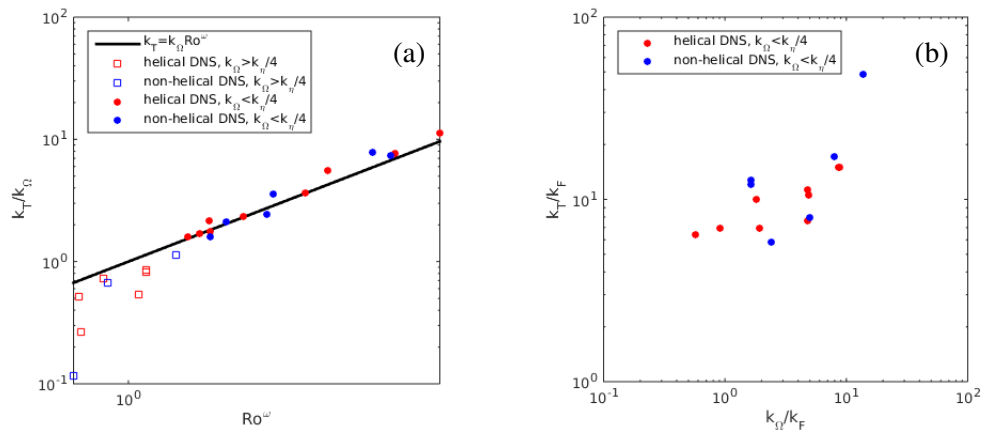 (a)
k_T=k_ΩRo^ω
helical DNS, k_Ω>k_η/4
non-helical DNS, k_Ω>k_η/4
helical DNS, k_Ω<k_η/4
non-helical DNS, k_Ω<k_η/4
10^2
10^1
10^0
10^-1
k_T/k_Ω
10^0
Ro^ω
(b)
helical DNS, k_Ω<k_η/4
non-helical DNS, k_Ω<k_η/4
10^2
10^1
10^0
k_T/k_F
10^-1
10^0
10^1
10^2
k_Ω/k_F